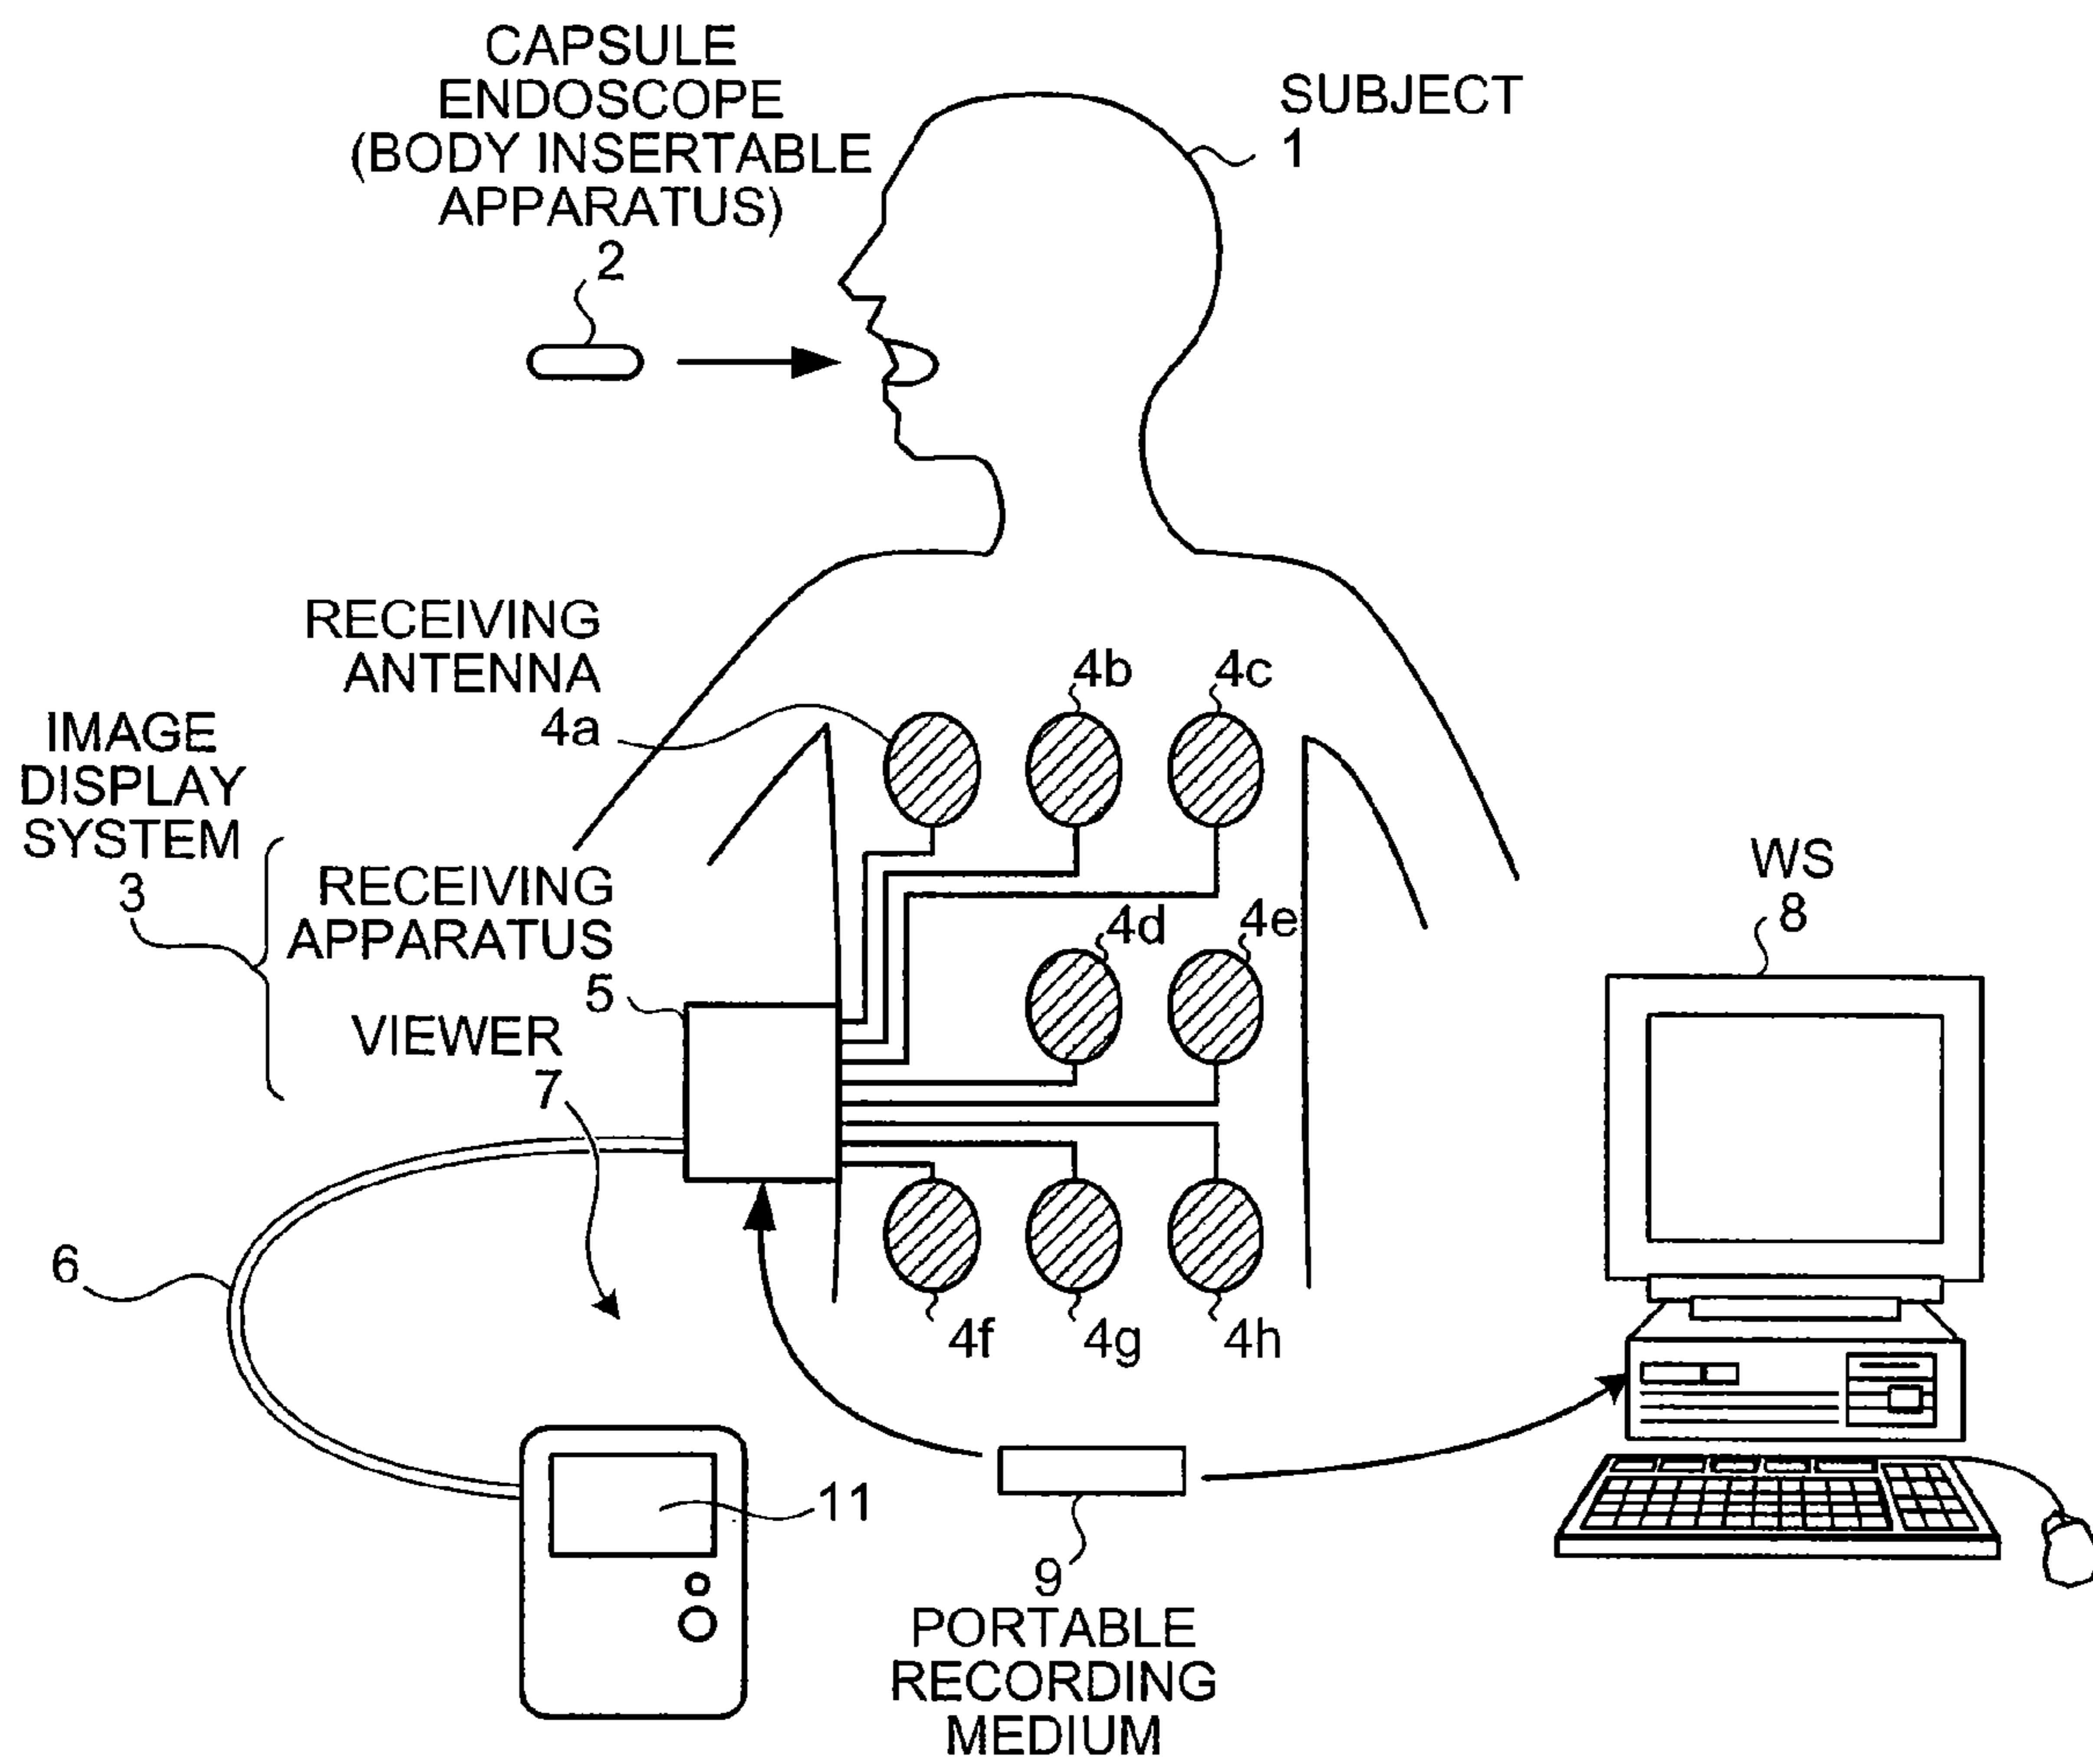 CAPSULE
ENDOSCOPE
(BODY INSERTABLE
APPARATUS)
2
SUBJECT
1
RECEIVING
ANTENNA
4a
4b
4c
IMAGE
DISPLAY
SYSTEM
3
RECEIVING
APPARATUS
5
4d
4e
VIEWER
7
WS
8
6
4f
4g
4h
11
9
PORTABLE
RECORDING
MEDIUM